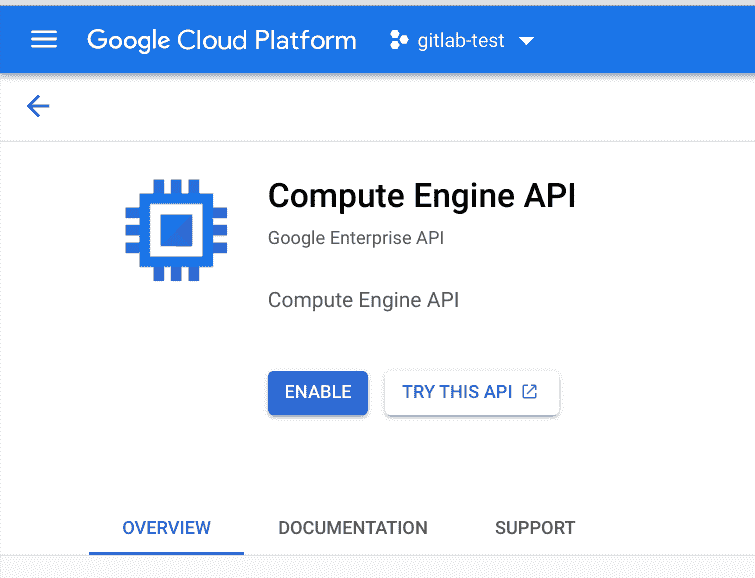 Google Cloud Platform gitlab-test
Compute Engine API
Google Enterprise API
Compute Engine API
ENABLE TRY THIS API
OVERVIEW DOCUMENTATION SUPPORT